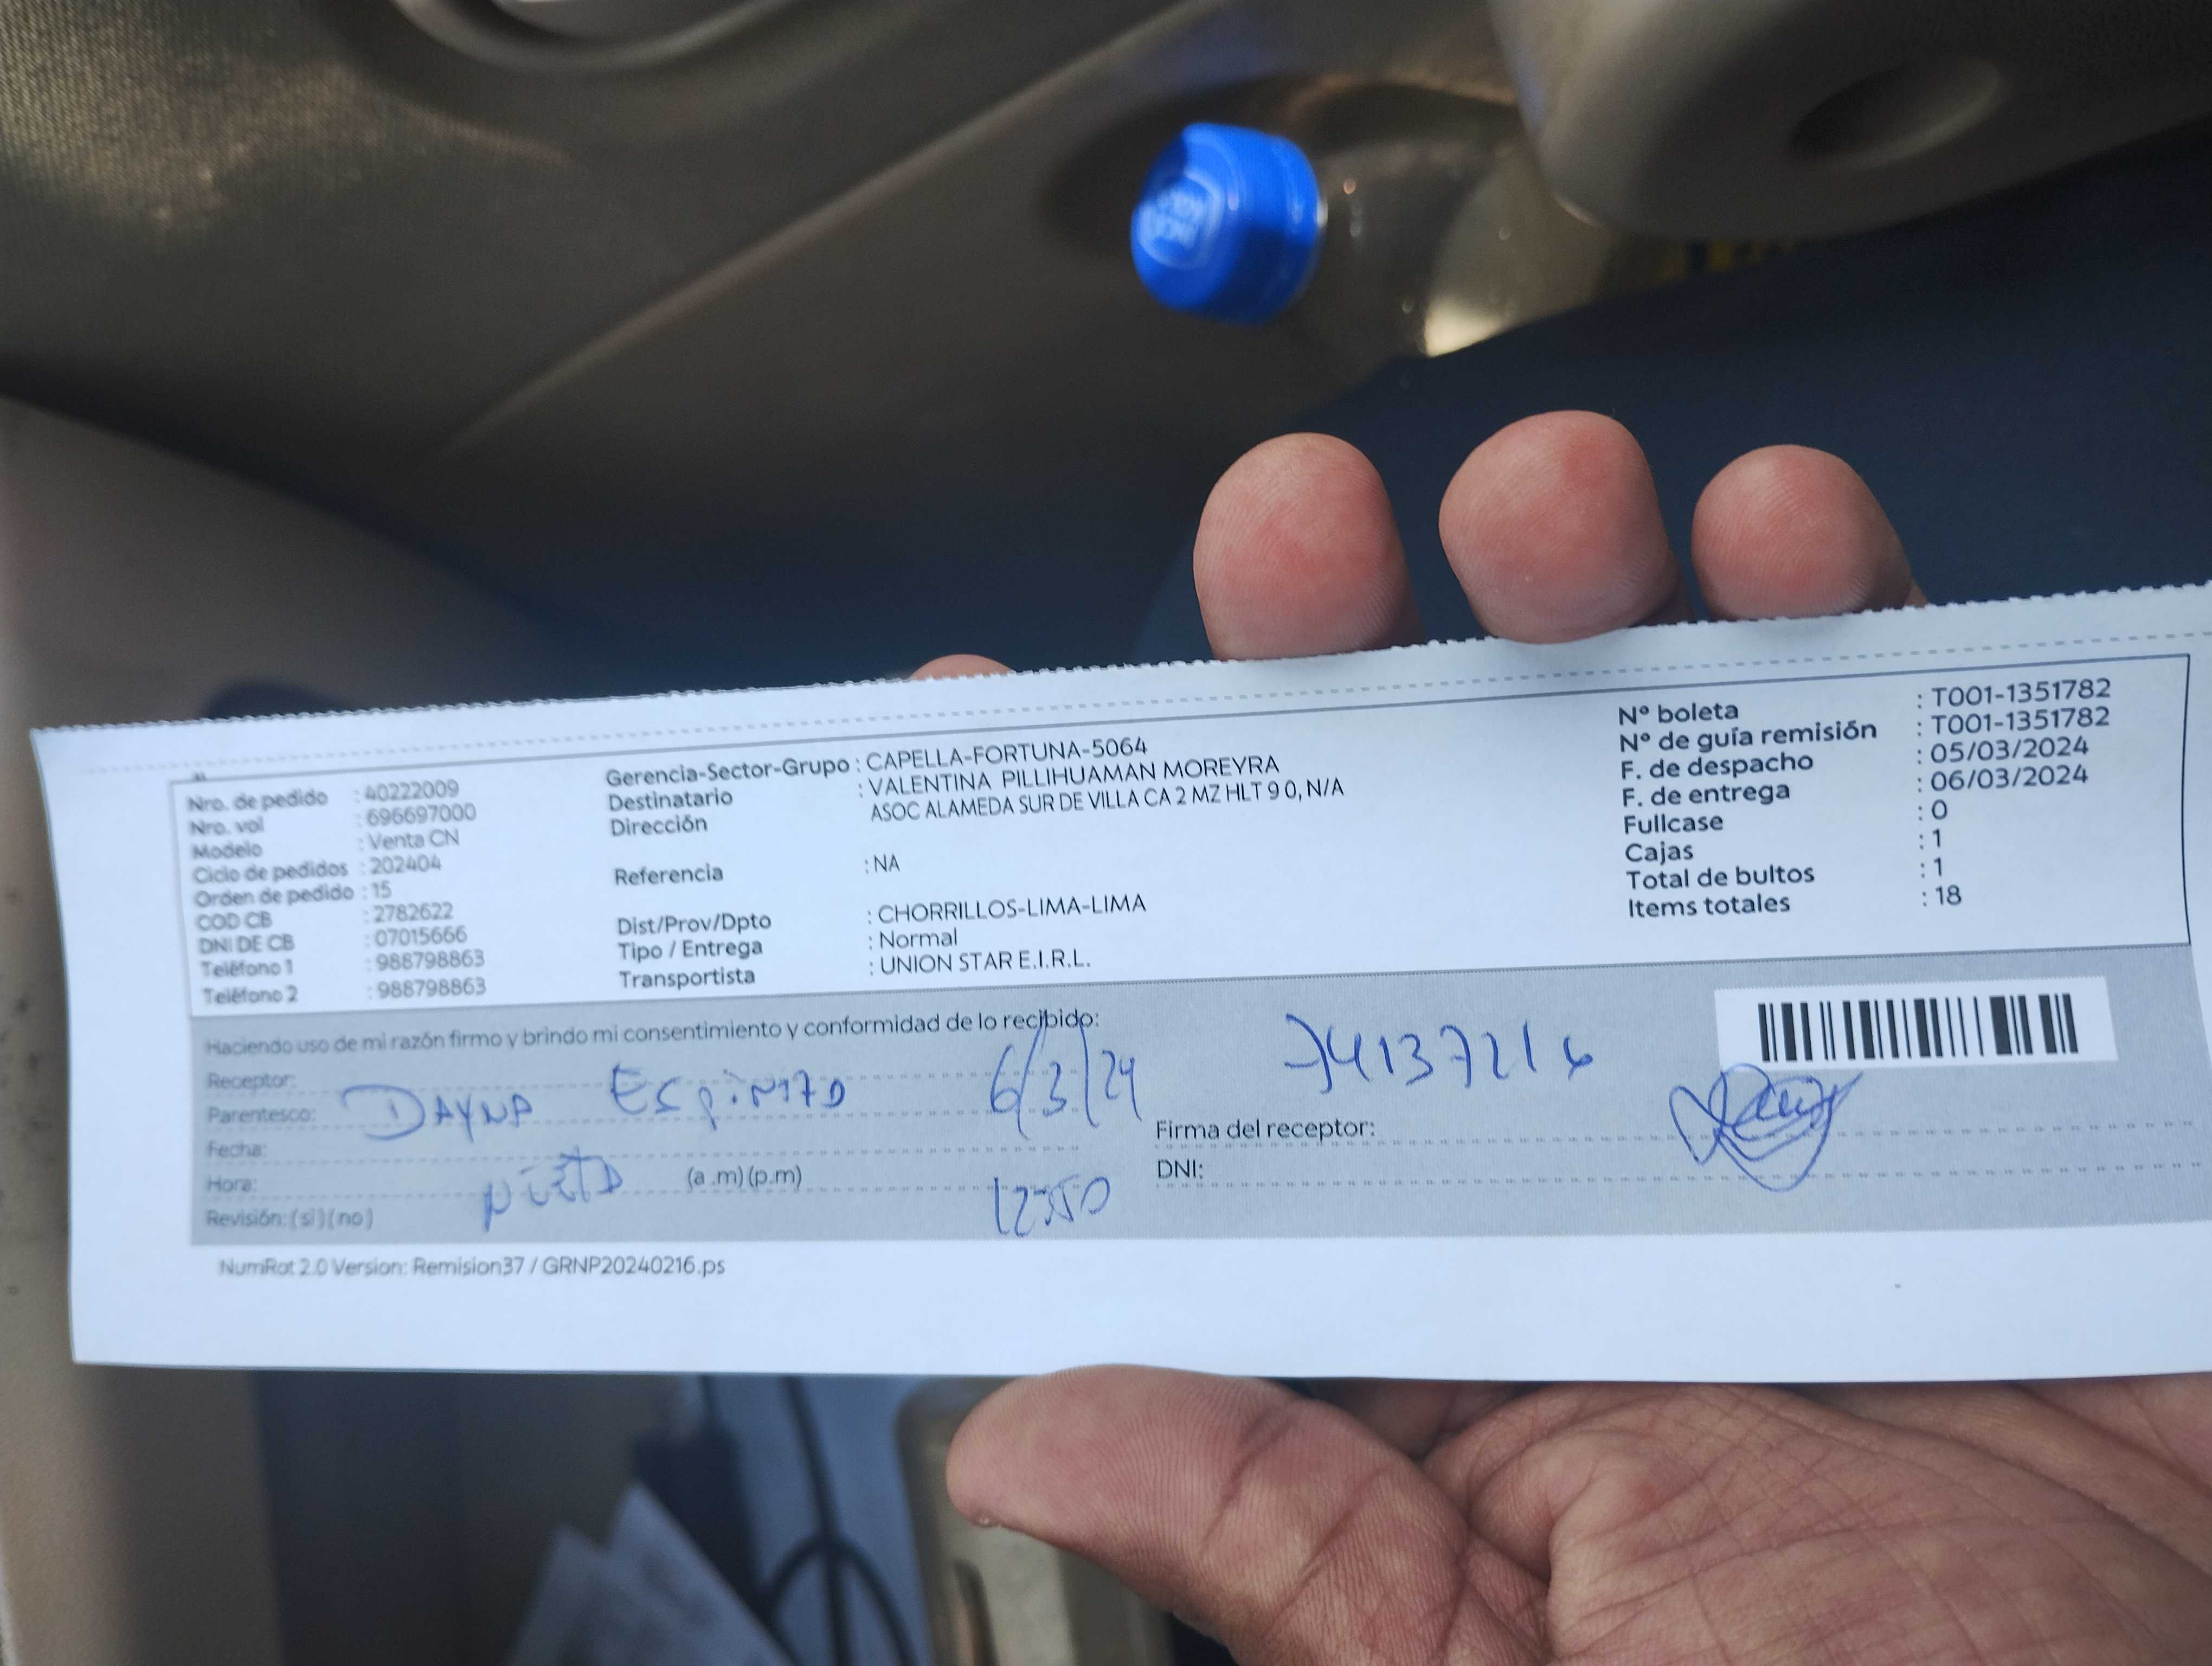 Nro. de pedido : 40222009
Nro. vol : 696697000
Modelo : Venta CN
Ciclo de pedidos : 202404
Orden de pedido : 15
COD CB : 2782622
DNI DE CB : 07015666
Teléfono 1 : 988798863
Teléfono 2 : 988798863
Gerencia-Sector-Grupo : CAPELLA-FORTUNA-5064
Destinatario : VALENTINA PILLIHUAMAN MOREYRA
Dirección ASOC ALAMEDA SUR DE VILLA CA 2 MZ HLT 9 0, N/A
Referencia : NA
Dist/Prov/Dpto : CHORRILLOS-LIMA-LIMA
Tipo / Entrega : Normal
Transportista : UNION STAR E.I.R.L.
N° boleta : T001-1351782
N° de guía remisión : T001-1351782
F. de despacho : 05/03/2024
F. de entrega : 06/03/2024
Fullcase : 0
Cajas : 1
Total de bultos : 1
Items totales : 18
Haciendo uso de mi razón firmo y brindo mi consentimiento y conformidad de lo recibido:
Receptor:
Parentesco: DAYNA 6/3/24 74137216
Fecha: Firma del receptor:
Hora: (a .m) (p.m) DNI:
Revisión: (si) (no)
NumRot 2.0 Version: Remision37 / GRNP20240216.ps